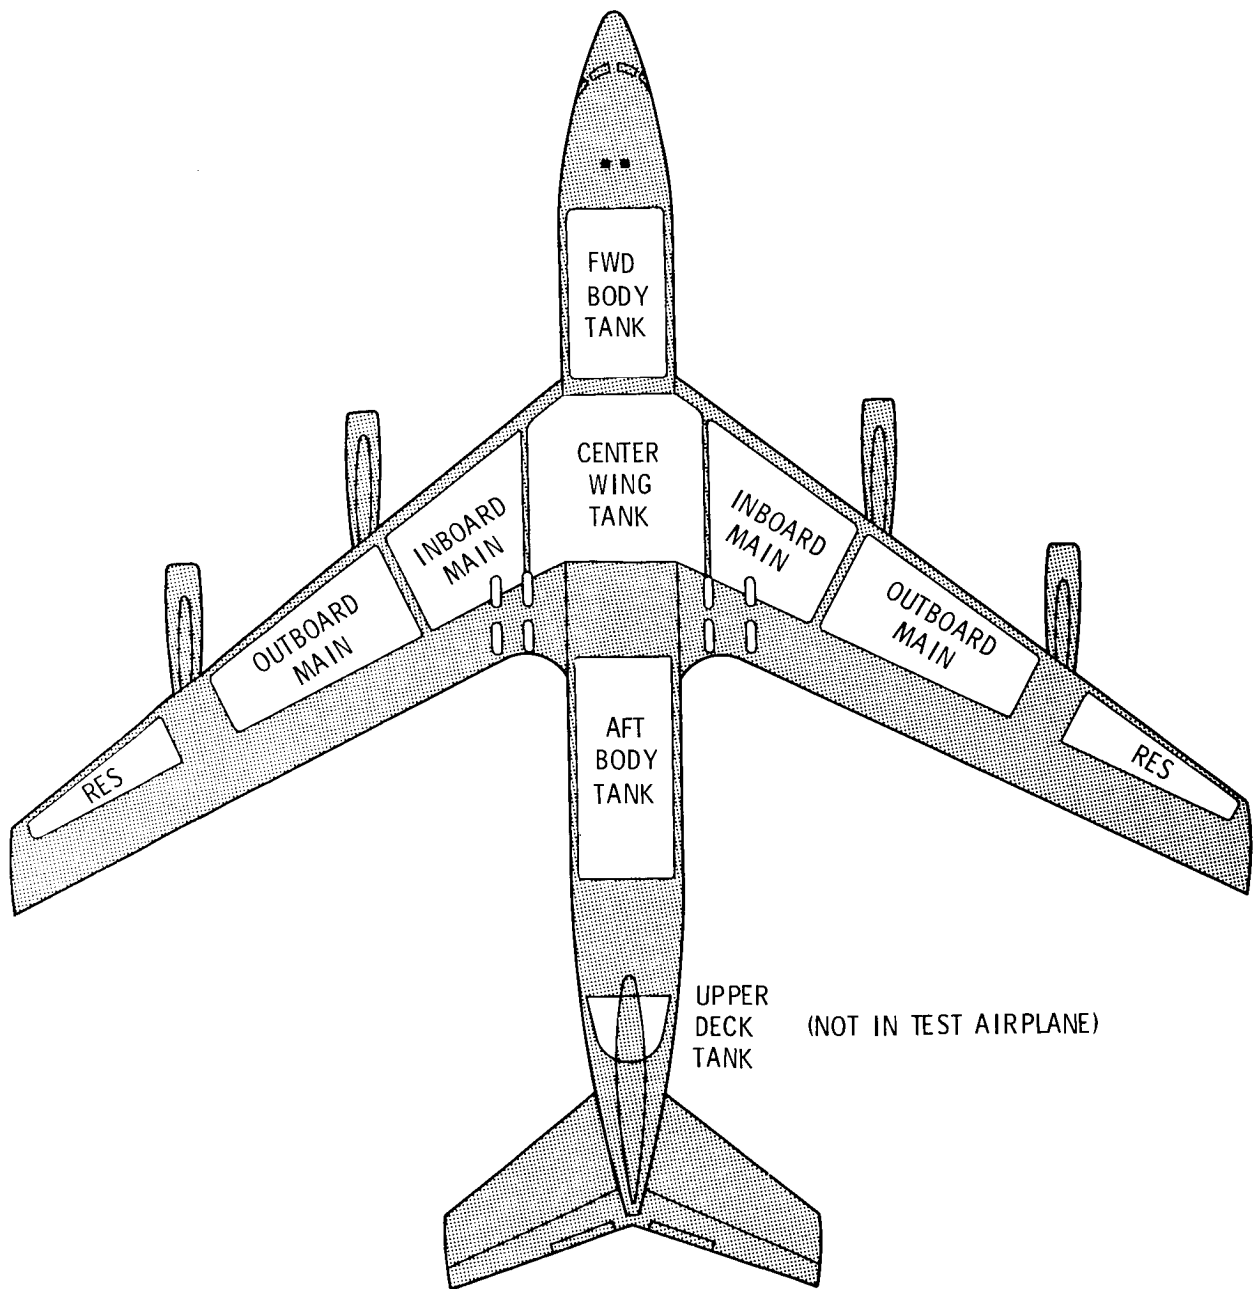 FWD
BODY
TANK
CENTER
WING
TANK
INBOARD
MAIN
INBOARD
MAIN
OUTBOARD
MAIN
OUTBOARD
MAIN
RES
AFT
BODY
TANK
RES
UPPER
DECK
TANK
(NOT IN TEST AIRPLANE)